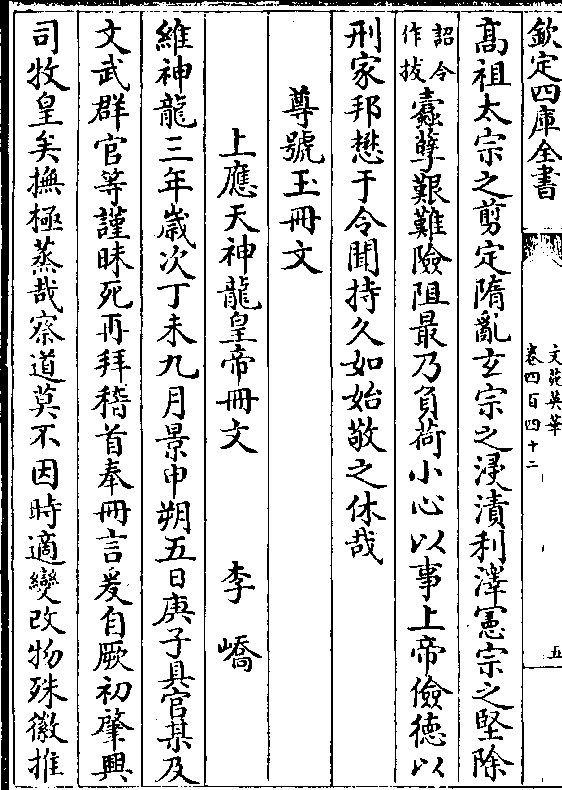 欽定四庫全書
文苑英華
卷四百四十二
五
高祖太宗之剪定隋亂玄宗之浸漬利澤憲宗之堅除
詔令
作拔
蠹孽艱難險阻最乃負荷小心以事上帝儉德以
刑家邦懋于令聞持久如始敬之休哉
尊號玉冊文
上應天神龍皇帝冊文
李嶠
維神龍三年歲次丁未九月景申朔五日庚子具官某及
文武群官等謹昧死再拜稽首奉冊言爰自厥初肇興
司牧皇矣撫極蒸哉察道莫不因時適變改物殊徽推